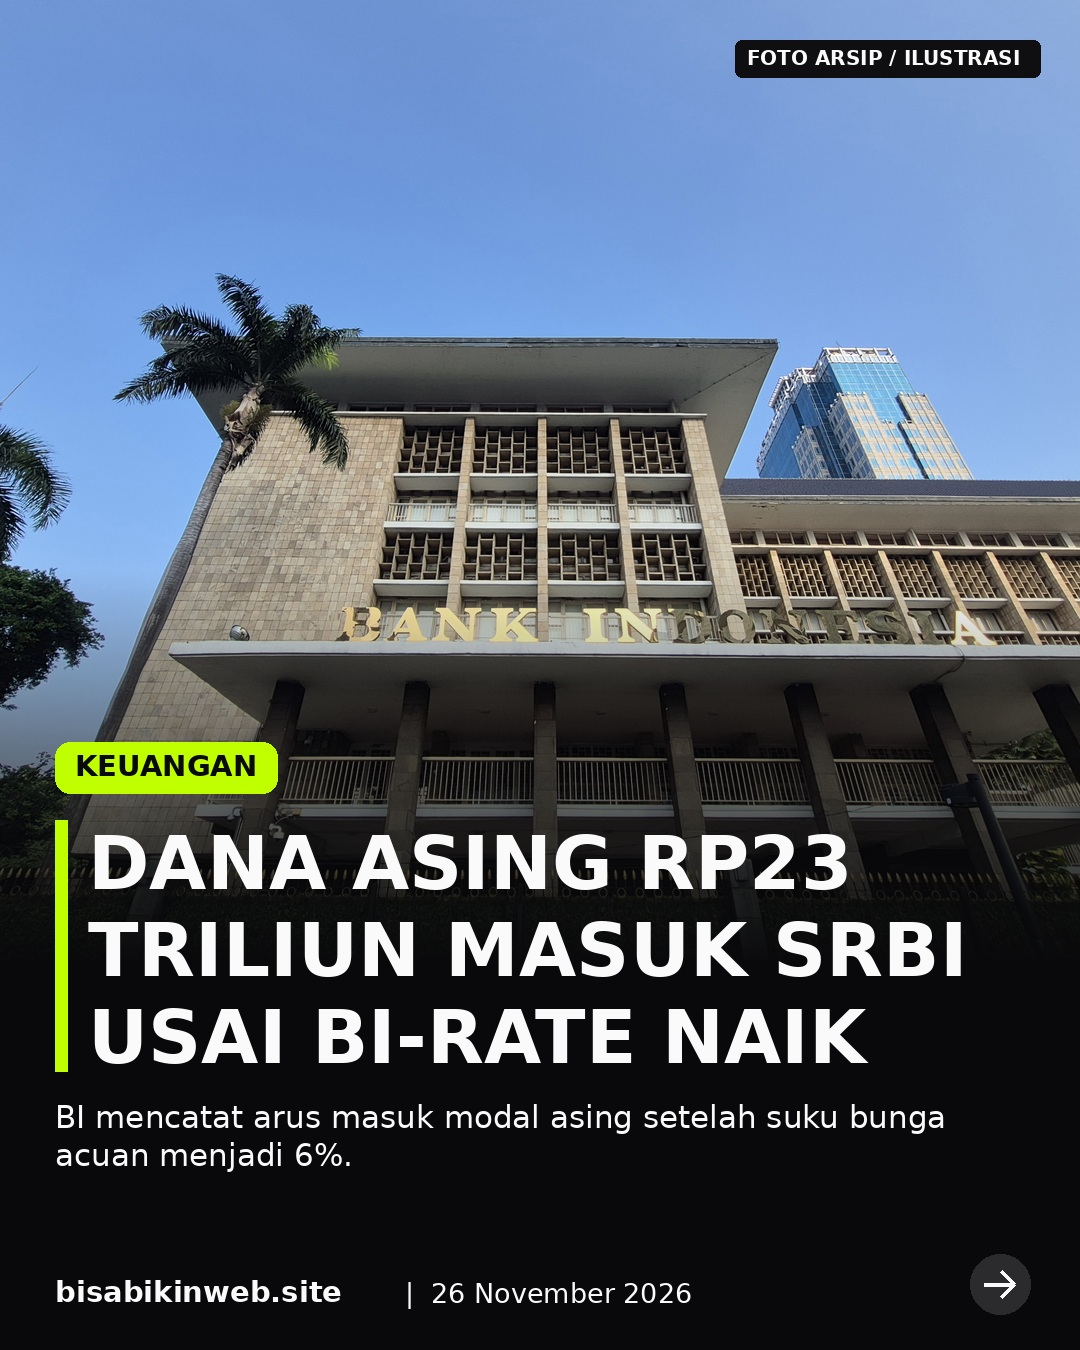 FOTO ARSIP / ILUSTRASI
BANK INDONESIA
KEUANGAN
DANA ASING RP23
TRILIUN MASUK SRBI
USAI BI-RATE NAIK
BI mencatat arus masuk modal asing setelah suku bunga
acuan menjadi 6%.
bisabikinweb.site | 26 November 2026